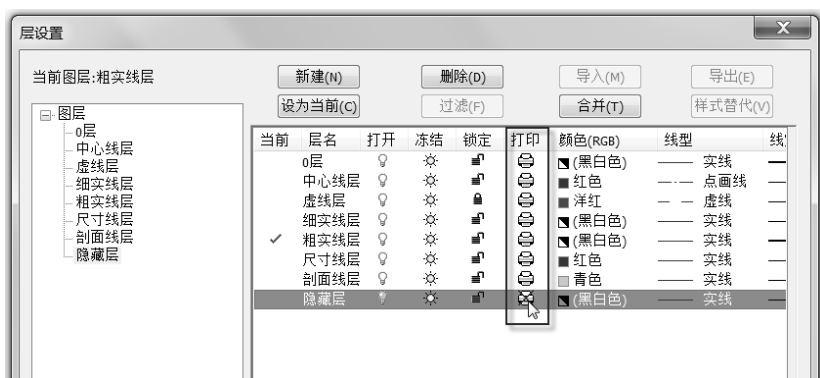 层设置
当前图层:粗实线层
新建(N) 删除(D) 导入(M) 导出(E)
设为当前(C) 过滤(F) 合并(T) 样式替代(V)
图层
0层
中心线层
虚线层
细实线层
粗实线层
尺寸线层
剖面线层
隐藏层
当前 层名 打开 冻结 锁定 打印 颜色(RGB) 线型
0层 (黑白色) 实线
中心线层 红色 点画线
虚线层 洋红 虚线
细实线层 (黑白色) 实线
粗实线层 (黑白色) 实线
尺寸线层 红色 实线
剖面线层 青色 实线
隐藏层 (黑白色) 实线